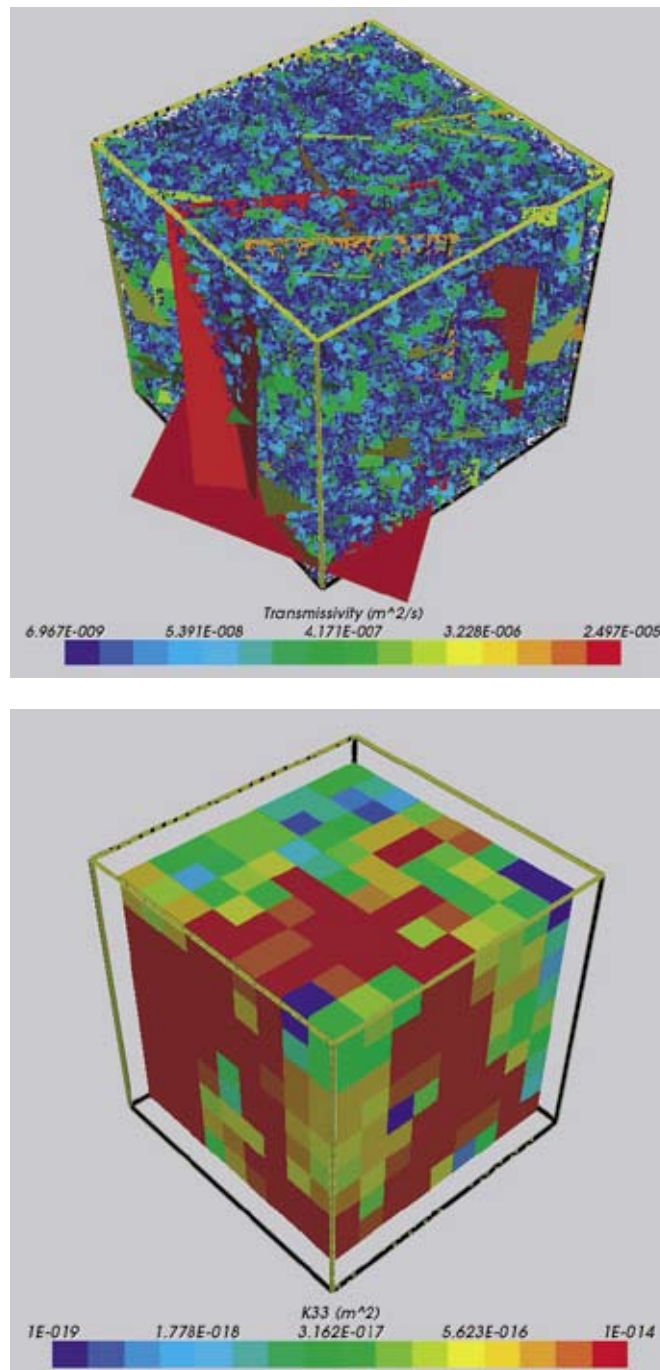 Transmissivity (m^2/s)
6.967E-009 5.391E-008 4.171E-007 3.228E-006 2.497E-005
K33 (m^2)
1E-019 1.778E-018 3.162E-017 5.623E-016 1E-014